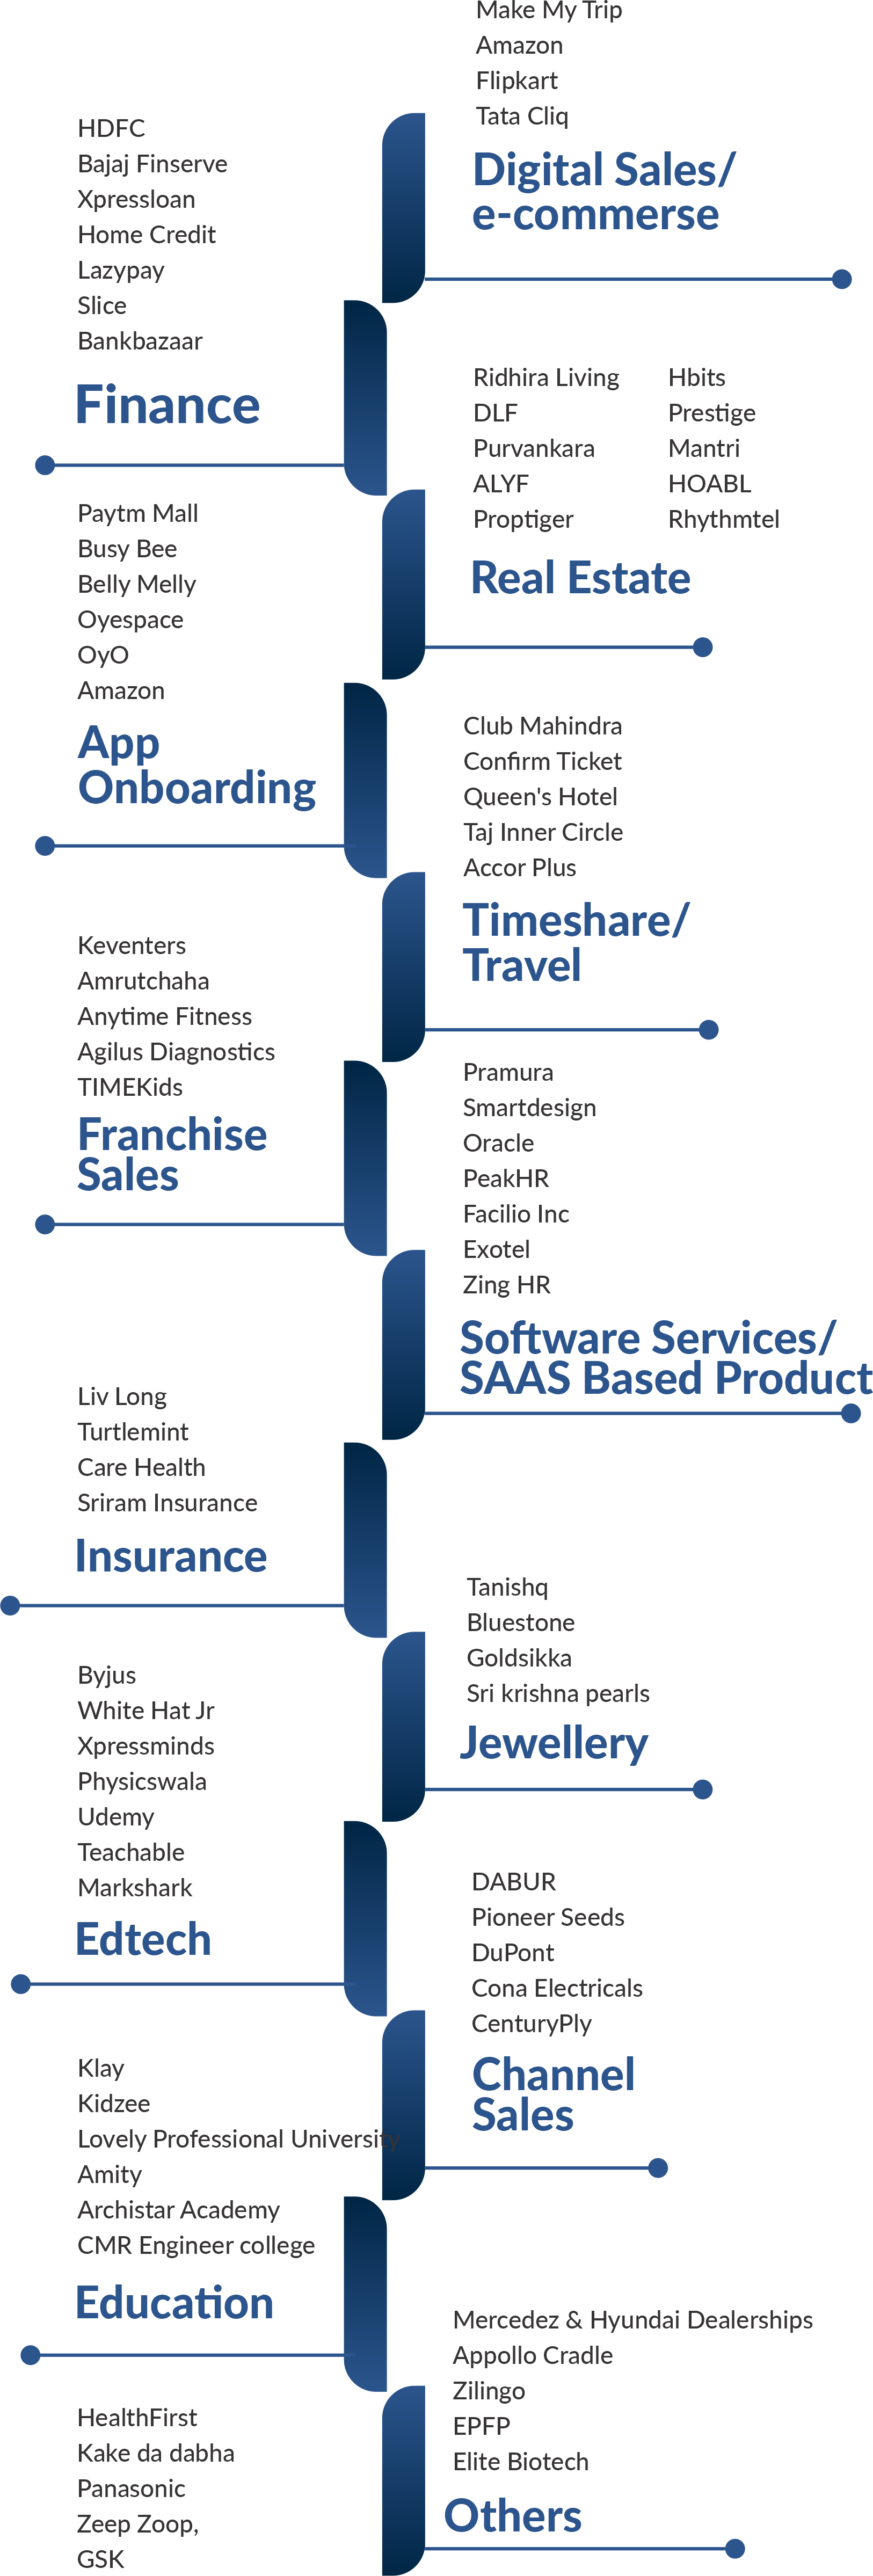 Make My Trip
Amazon
Flipkart
Tata Cliq
Digital Sales/
e-commerse
HDFC
Bajaj Finserve
Xpressloan
Home Credit
Lazypay
Slice
Bankbazaar
Finance
Ridhira Living
DLF
Purvankara
ALYF
Proptiger
Hbits
Prestige
Mantri
HOABL
Rhythmtel
Real Estate
Paytm Mall
Busy Bee
Belly Melly
Oyespace
OyO
Amazon
App
Onboarding
Club Mahindra
Confirm Ticket
Queen's Hotel
Taj Inner Circle
Accor Plus
Timeshare/
Travel
Keventers
Amrutchaha
Anytime Fitness
Agilus Diagnostics
TIMEKids
Franchise
Sales
Pramura
Smartdesign
Oracle
PeakHR
Facilio Inc
Exotel
Zing HR
Software Services/
SAAS Based Product
Liv Long
Turtlemint
Care Health
Sriram Insurance
Insurance
Tanishq
Bluestone
Goldsikka
Sri krishna pearls
Jewellery
Byjus
White Hat Jr
Xpressminds
Physicswala
Udemy
Teachable
Markshark
Edtech
DABUR
Pioneer Seeds
DuPont
Cona Electricals
CenturyPly
Channel
Sales
Klay
Kidzee
Lovely Professional University
Amity
Archistar Academy
CMR Engineer college
Education
Mercedez & Hyundai Dealerships
Appollo Cradle
Zilingo
EPFP
Elite Biotech
Others
HealthFirst
Kake da dabha
Panasonic
Zeep Zoop,
GSK